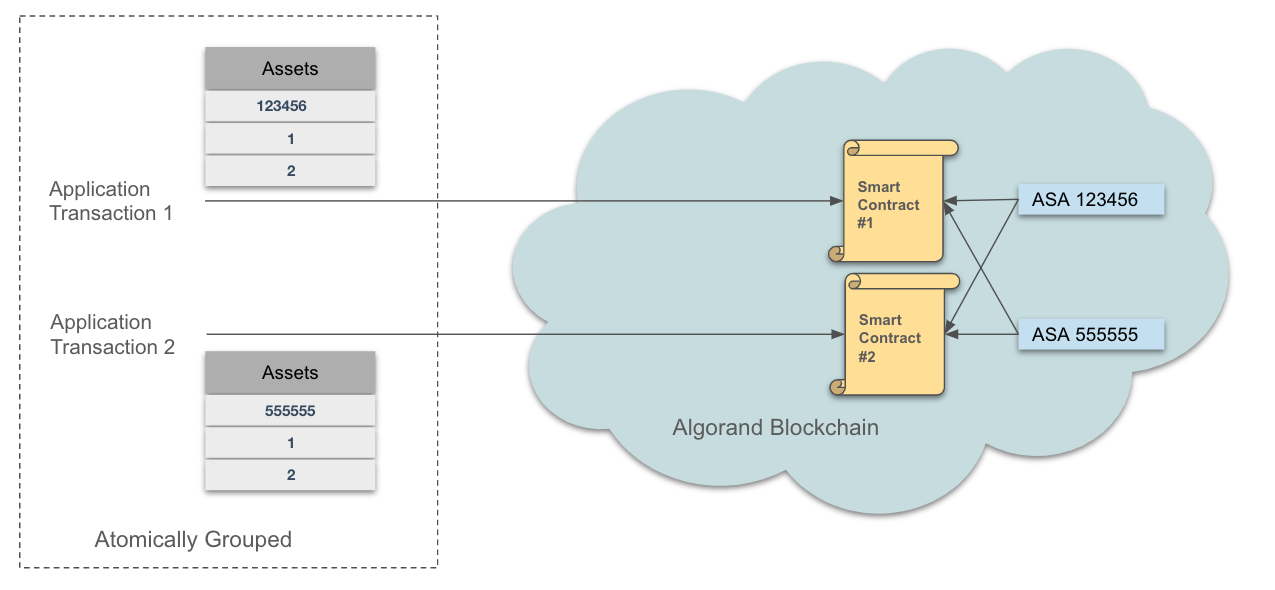 Assets
123456
1
2
Application
Transaction 1
Application
Transaction 2
Assets
555555
1
2
Atomically Grouped
Smart
Contract
#1
ASA 123456
Smart
Contract
#2
ASA 555555
Algorand Blockchain